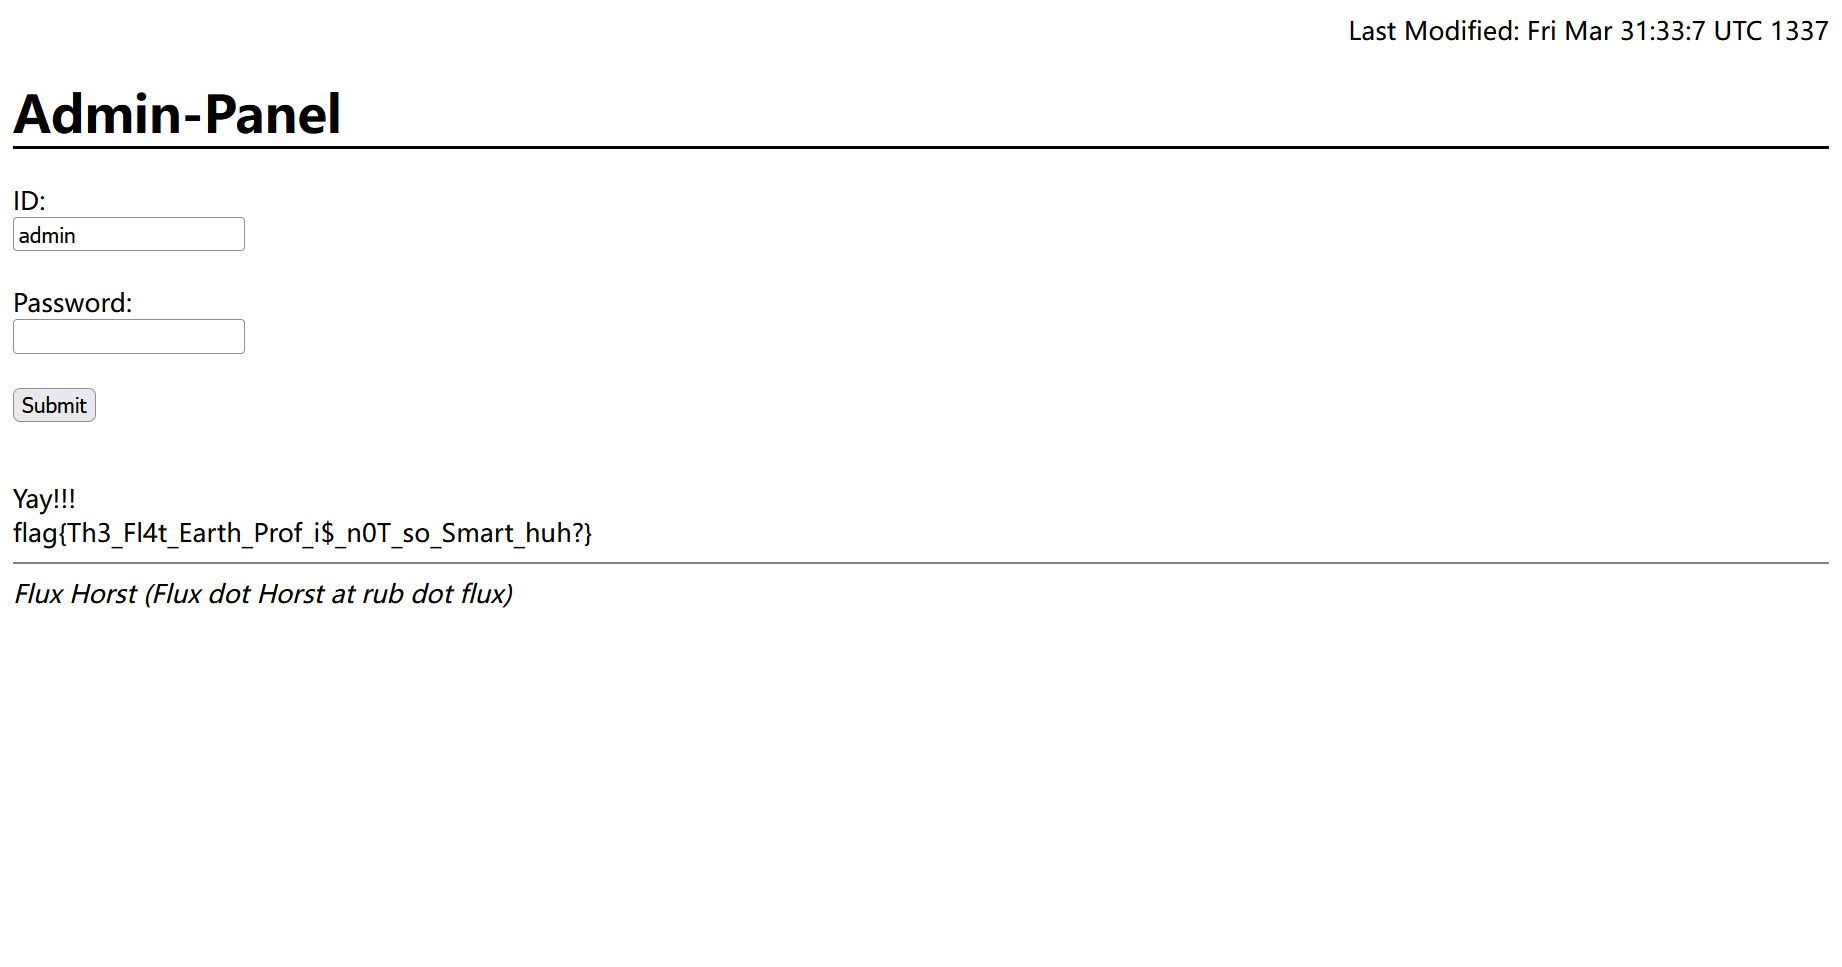 Last Modified: Fri Mar 31:33:7 UTC 1337
Admin-Panel
ID:
admin
Password:
Submit
Yay!!!
flag{Th3_Fl4t_Earth_Prof_i$_n0T_so_Smart_huh?}
Flux Horst (Flux dot Horst at rub dot flux)